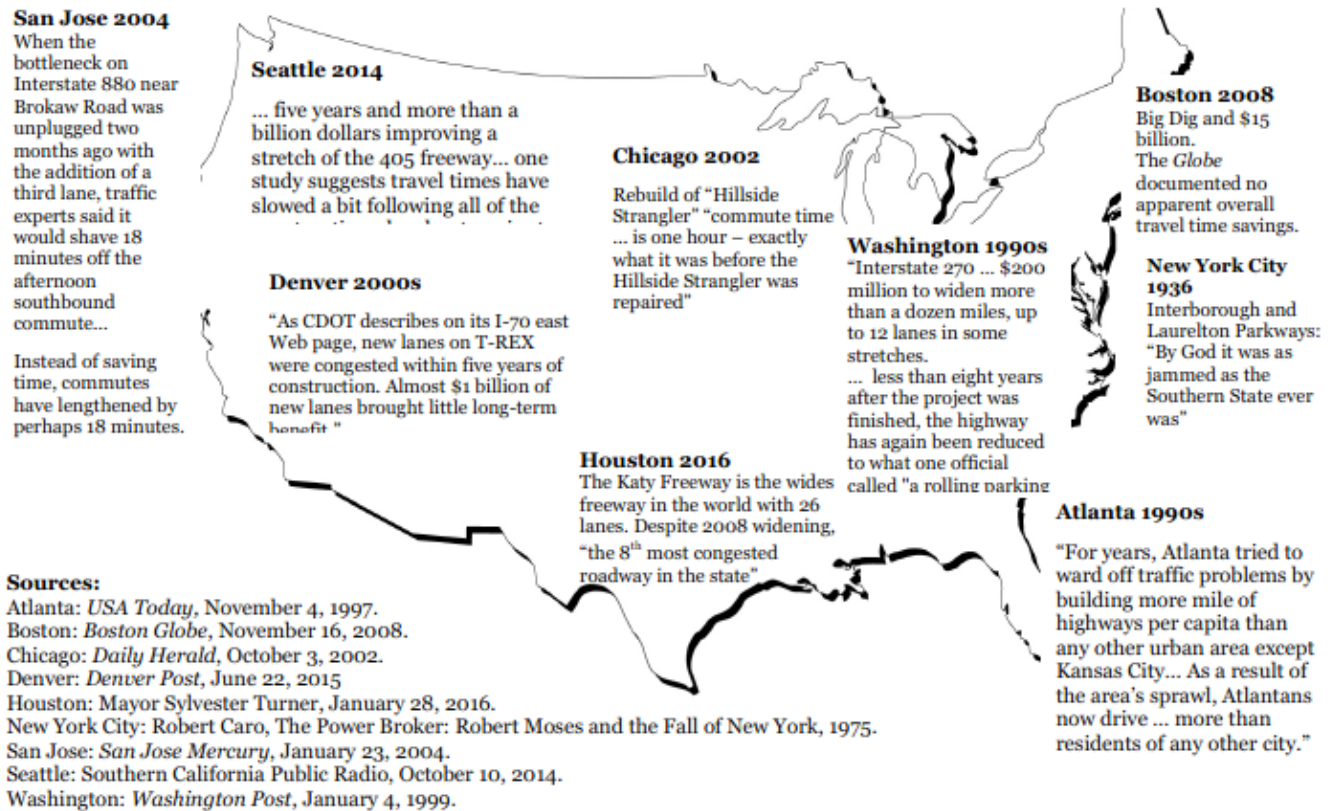 San Jose 2004
When the
bottleneck on
Interstate 880 near
Brokaw Road was
unplugged two
months ago with
the addition of a
third lane, traffic
experts said it
would shave 18
minutes off the
afternoon
southbound
commute...
Instead of saving
time, commutes
have lengthened by
perhaps 18 minutes.
Seattle 2014
... five years and more than a
billion dollars improving a
stretch of the 405 freeway... one
study suggests travel times have
slowed a bit following all of the
Denver 2000s
“As CDOT describes on its I-70 east
Web page, new lanes on T-REX
were congested within five years of
construction. Almost $1 billion of
new lanes brought little long-term
benefit.”
Chicago 2002
Rebuild of “Hillside
Strangler” “commute time
... is one hour – exactly
what it was before the
Hillside Strangler was
repaired”
Houston 2016
The Katy Freeway is the wides
freeway in the world with 26
lanes. Despite 2008 widening,
“the 8th most congested
roadway in the state”
Washington 1990s
“Interstate 270 ... $200
million to widen more
than a dozen miles, up
to 12 lanes in some
stretches.
... less than eight years
after the project was
finished, the highway
has again been reduced
to what one official
called "a rolling parking
Boston 2008
Big Dig and $15
billion.
The Globe
documented no
apparent overall
travel time savings.
New York City
1936
Interborough and
Laurelton Parkways:
“By God it was as
jammed as the
Southern State ever
was”
Atlanta 1990s
“For years, Atlanta tried to
ward off traffic problems by
building more mile of
highways per capita than
any other urban area except
Kansas City... As a result of
the area’s sprawl, Atlantans
now drive ... more than
residents of any other city.”
Sources:
Atlanta: USA Today, November 4, 1997.
Boston: Boston Globe, November 16, 2008.
Chicago: Daily Herald, October 3, 2002.
Denver: Denver Post, June 22, 2015
Houston: Mayor Sylvester Turner, January 28, 2016.
New York City: Robert Caro, The Power Broker: Robert Moses and the Fall of New York, 1975.
San Jose: San Jose Mercury, January 23, 2004.
Seattle: Southern California Public Radio, October 10, 2014.
Washington: Washington Post, January 4, 1999.